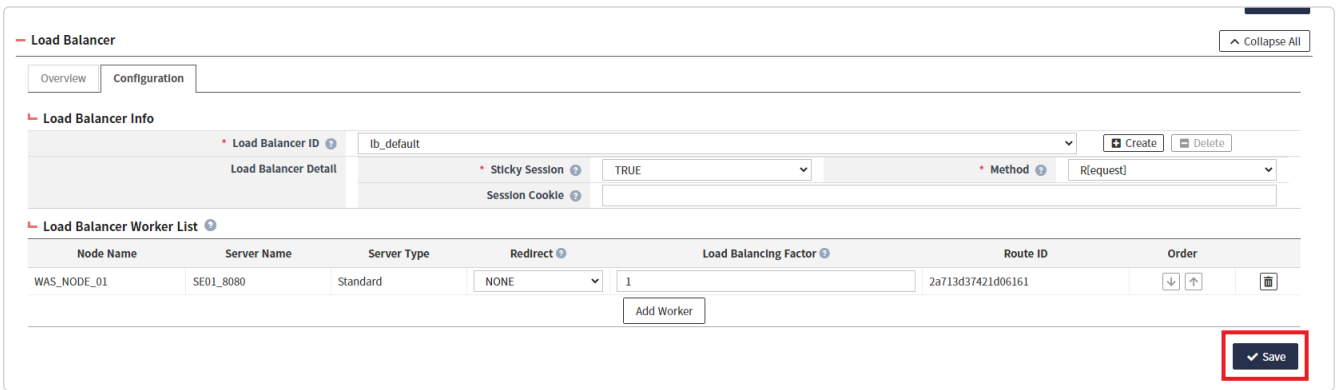 Load Balancer
Collapse All
Overview Configuration
Load Balancer Info
* Load Balancer ID ? lb_default Create Delete
Load Balancer Detail * Sticky Session ? TRUE * Method ? R[equest]
Session Cookie ?
Load Balancer Worker List ?
Node Name Server Name Server Type Redirect ? Load Balancing Factor ? Route ID Order
WAS_NODE_01 SE01_8080 Standard NONE 1 2a713d37421d06161
Add Worker
Save